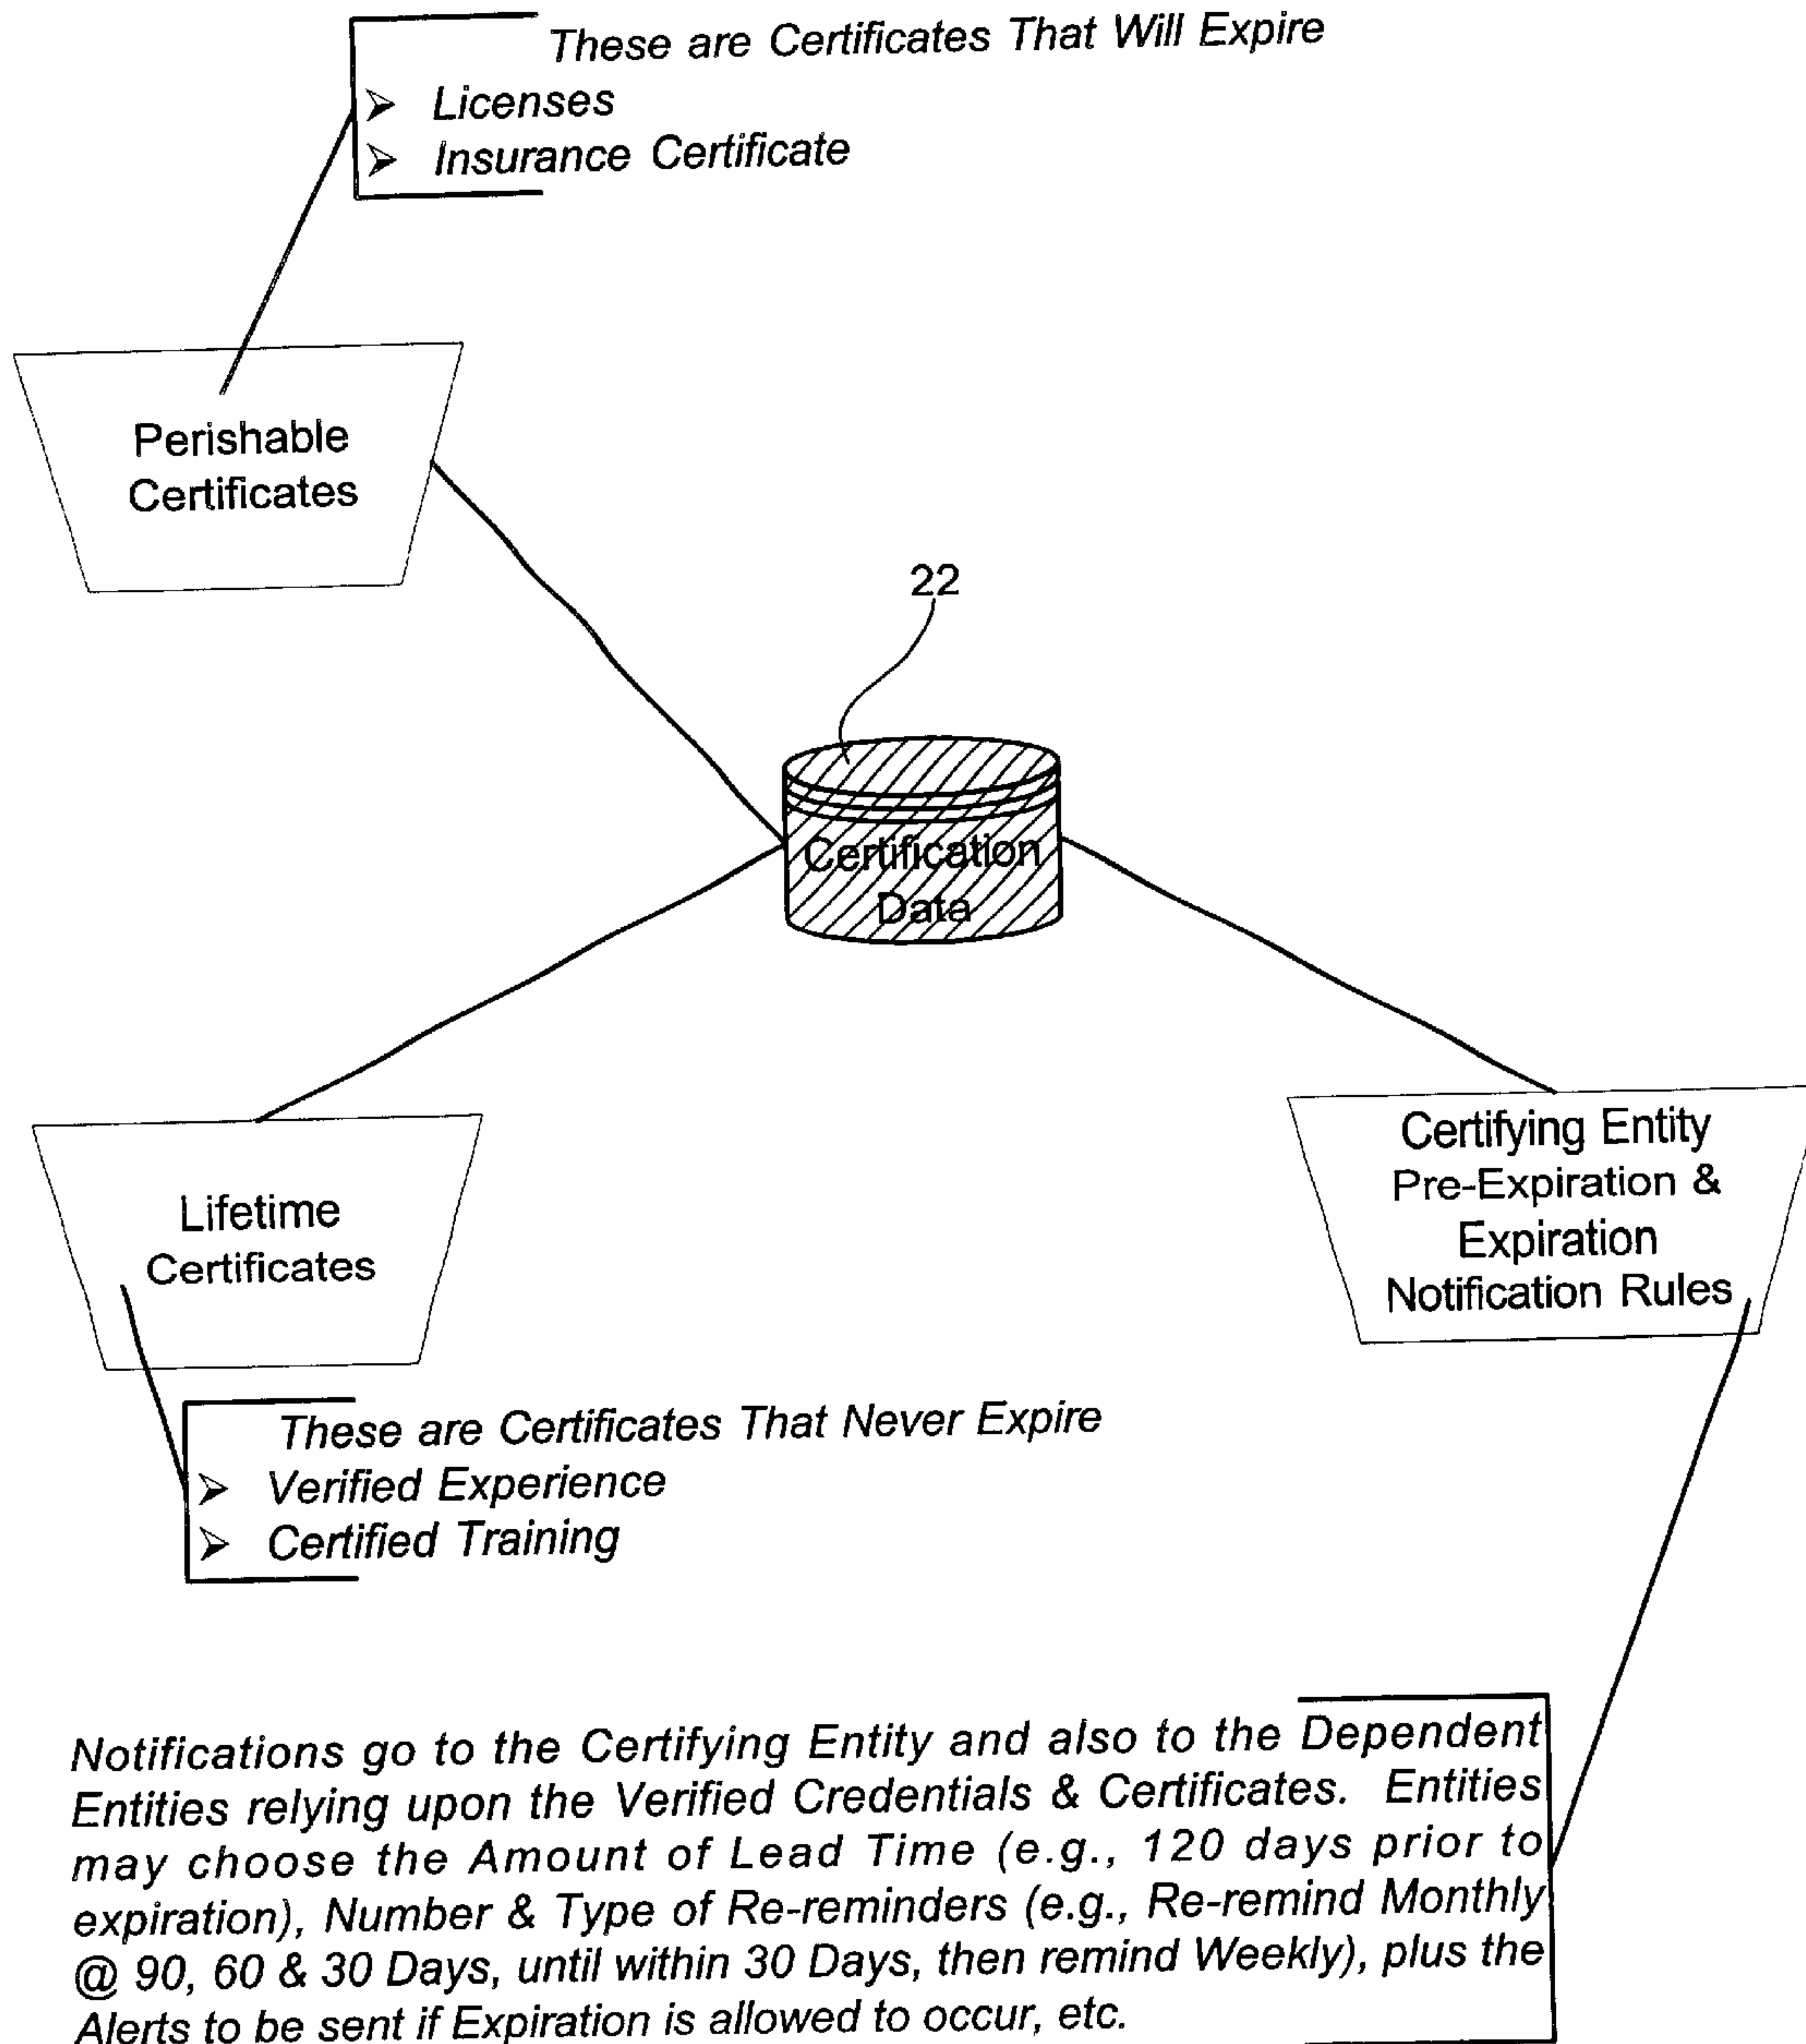 These are Certificates That Will Expire
➢ Licenses
➢ Insurance Certificate
Perishable
Certificates
22
Certification
Data
Lifetime
Certificates
Certifying Entity
Pre-Expiration &
Expiration
Notification Rules
These are Certificates That Never Expire
➢ Verified Experience
➢ Certified Training
Notifications go to the Certifying Entity and also to the Dependent
Entities relying upon the Verified Credentials & Certificates. Entities
may choose the Amount of Lead Time (e.g., 120 days prior to
expiration), Number & Type of Re-reminders (e.g., Re-remind Monthly
@ 90, 60 & 30 Days, until within 30 Days, then remind Weekly), plus the
Alerts to be sent if Expiration is allowed to occur, etc.